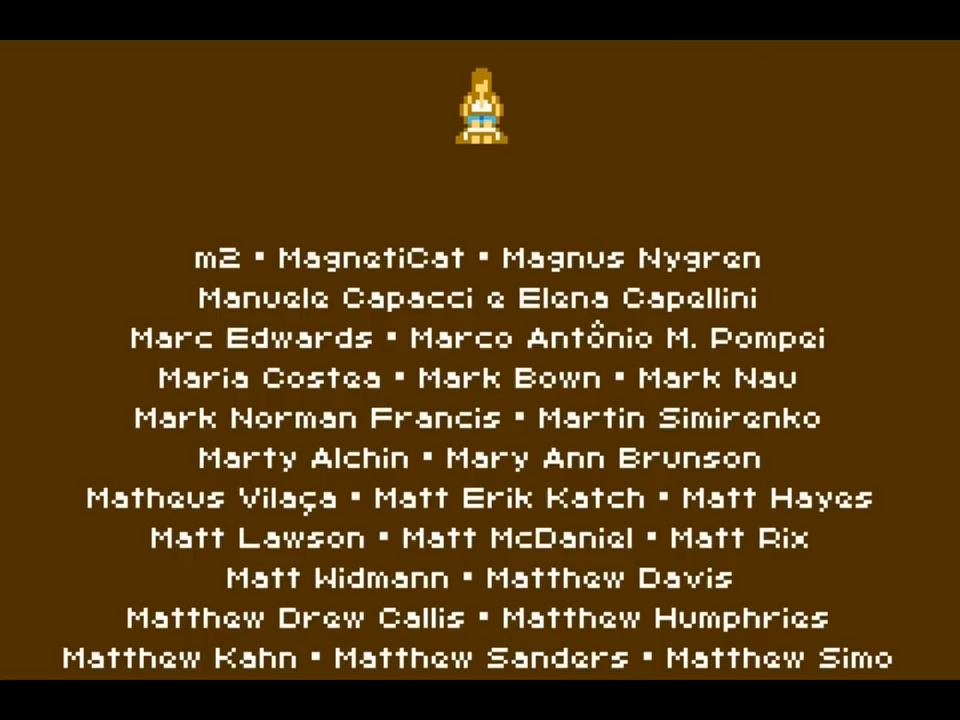 m2 ▪ MagnetiCat ▪ Magnus Nygren
Manuele Capacci e Elena Capellini
Marc Edwards ▪ Marco Antônio M. Pompei
Maria Costea ▪ Mark Bown ▪ Mark Nau
Mark Norman Francis ▪ Martin Simirenko
Marty Alchin ▪ Mary Ann Brunson
Matheus Vilaça ▪ Matt Erik Katch ▪ Matt Hayes
Matt Lawson ▪ Matt McDaniel ▪ Matt Rix
Matt Widmann ▪ Matthew Davis
Matthew Drew Callis ▪ Matthew Humphries
Matthew Kahn ▪ Matthew Sanders ▪ Matthew Simo